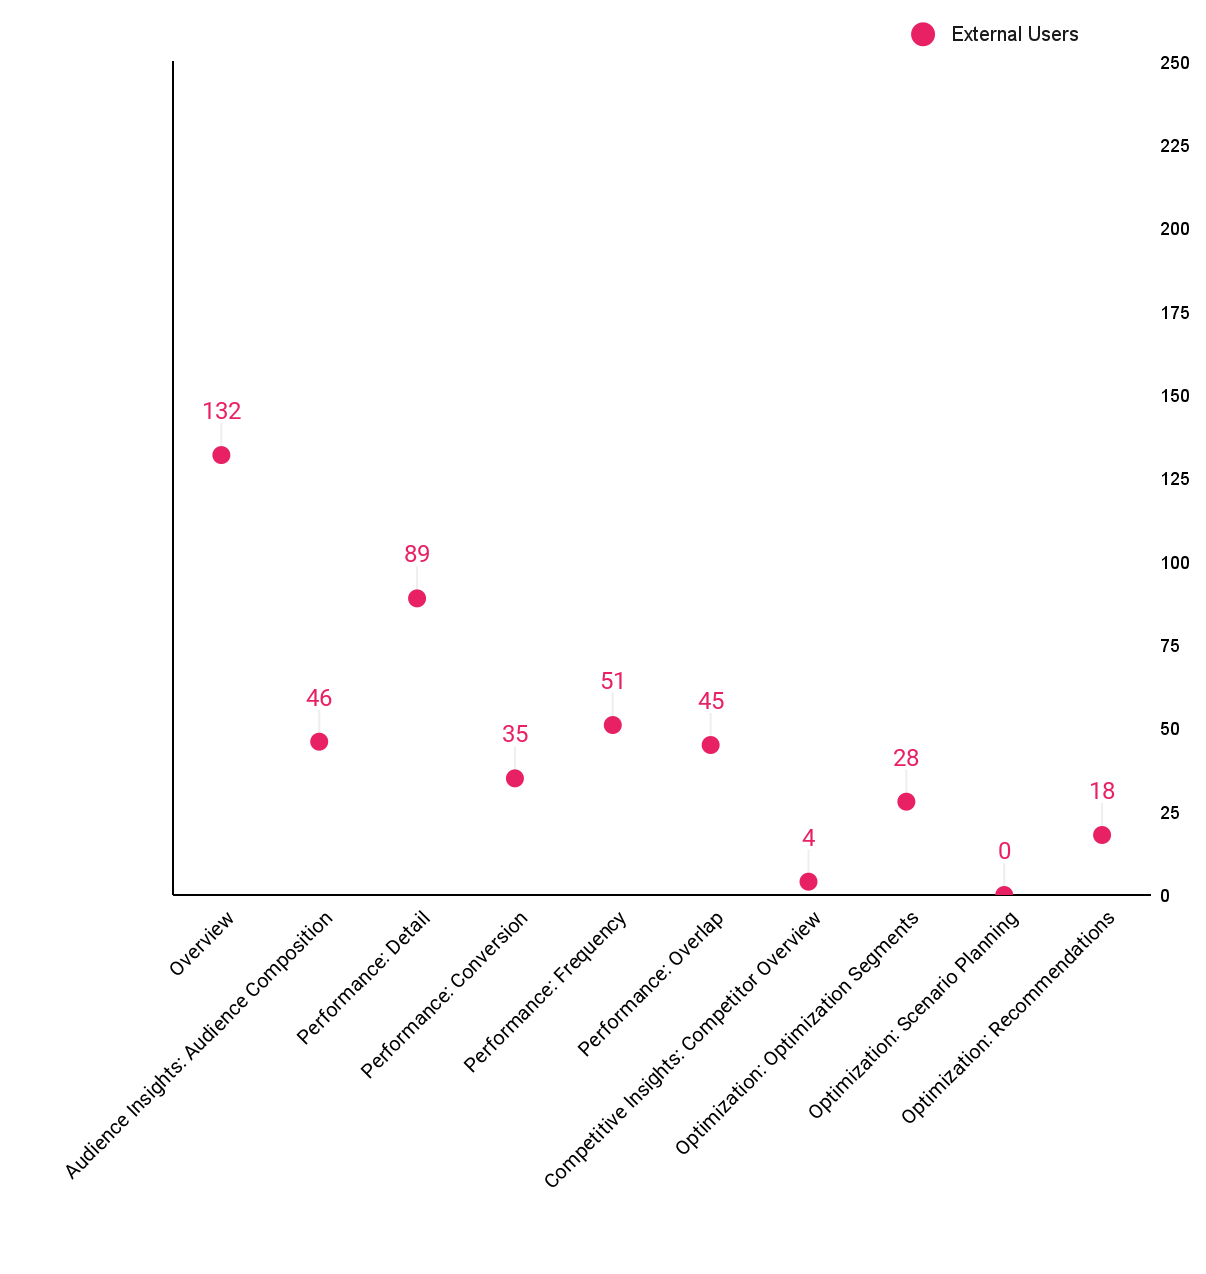 External Users
250
225
200
175
150
125
100
75
50
25
0
132
46
89
35
51
45
4
28
0
18
Overview
Audience Insights: Audience Composition
Performance: Detail
Performance: Conversion
Performance: Frequency
Performance: Overlap
Competitive Insights: Competitor Overview
Optimization: Optimization Segments
Optimization: Scenario Planning
Optimization: Recommendations